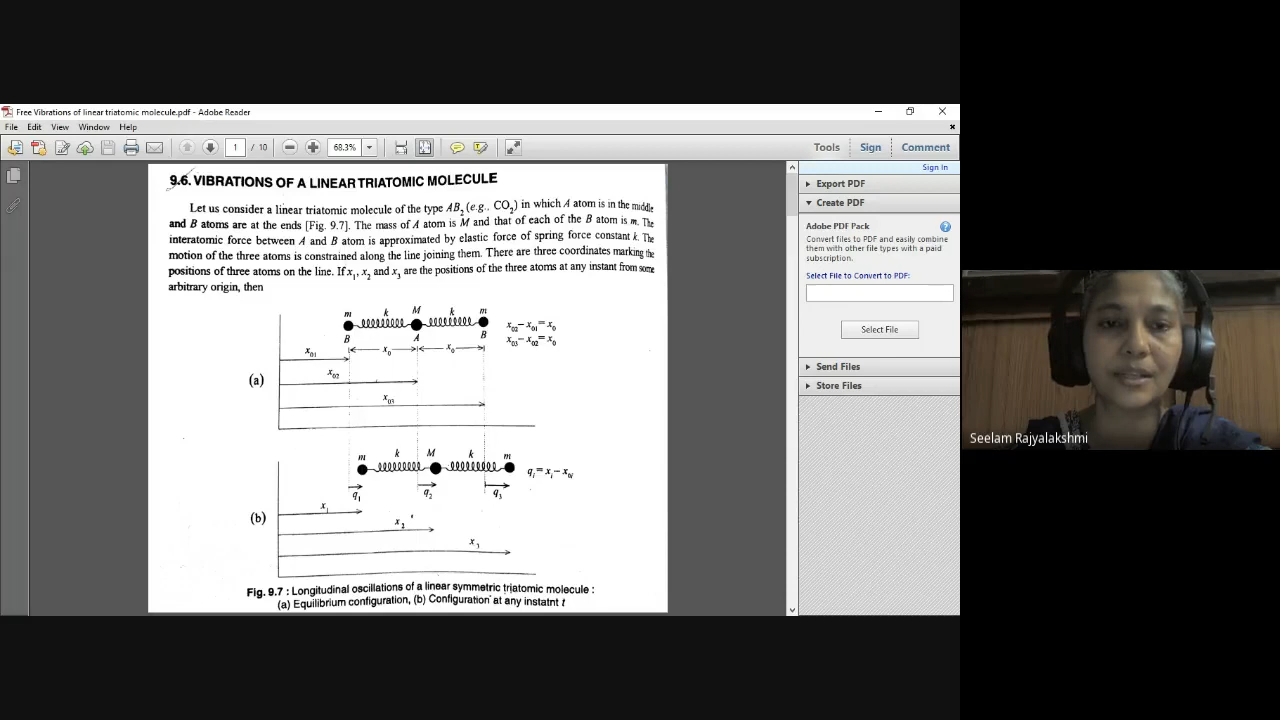 Free Vibrations of linear triatomic molecule.pdf - Adobe Reader
File Edit View Window Help
1 / 10 68.3% Tools Sign Comment
Sign In
Export PDF
Create PDF
Adobe PDF Pack
Convert files to PDF and easily combine
them with other file types with a paid
subscription.
Select File to Convert to PDF:
Select File
Send Files
Store Files
9.6. VIBRATIONS OF A LINEAR TRIATOMIC MOLECULE
Let us consider a linear triatomic molecule of the type AB₂ (e.g., CO₂) in which A atom is in the middle
and B atoms are at the ends [Fig. 9.7]. The mass of A atom is M and that of each of the B atom is m. The
interatomic force between A and B atom is approximated by elastic force of spring force constant k. The
motion of the three atoms is constrained along the line joining them. There are three coordinates marking the
positions of three atoms on the line. If x₁, x₂ and x₃ are the positions of the three atoms at any instant from some
arbitrary origin, then
m k M k m
B A B
x₀₂ – x₀₁ = x₀
x₀₃ – x₀₂ = x₀
x₀ x₀
x₀₁
x₀₂
(a)
x₀₃
m k M k m
qᵢ = xᵢ – x₀ᵢ
q₁ q₂ q₃
x₁
(b)
x₂
x₃
Fig. 9.7 : Longitudinal oscillations of a linear symmetric triatomic molecule :
(a) Equilibrium configuration, (b) Configuration at any instatnt t
Seelam Rajyalakshmi